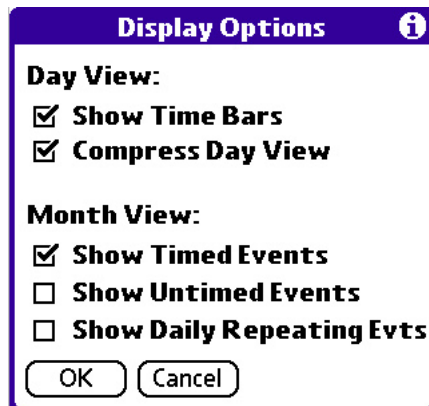 Display Options
Day View:
Show Time Bars
Compress Day View
Month View:
Show Timed Events
Show Untimed Events
Show Daily Repeating Evts
OK Cancel